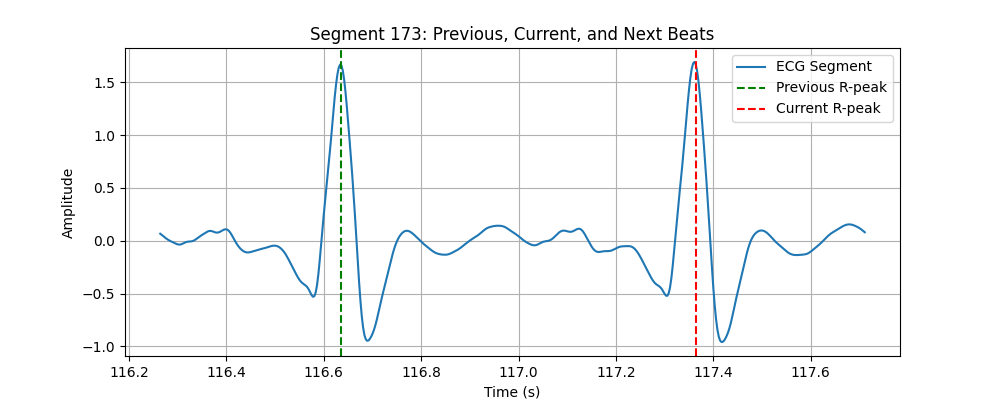 Segment 173: Previous, Current, and Next Beats
ECG Segment
Previous R-peak
Current R-peak
1.5
1.0
0.5
0.0
−0.5
−1.0
Amplitude
116.2 116.4 116.6 116.8 117.0 117.2 117.4 117.6
Time (s)